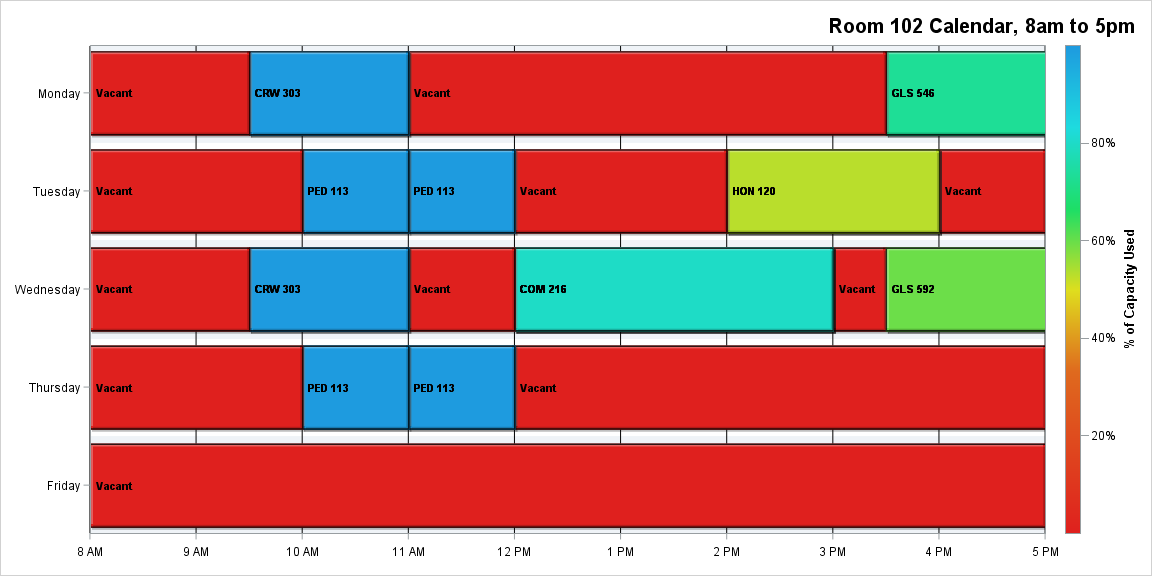 Room 102 Calendar, 8am to 5pm
Monday
Vacant
CRW 303
Vacant
GLS 546
Tuesday
Vacant
PED 113
PED 113
Vacant
HON 120
Vacant
Wednesday
Vacant
CRW 303
Vacant
COM 216
Vacant
GLS 592
Thursday
Vacant
PED 113
PED 113
Vacant
Friday
Vacant
8 AM
9 AM
10 AM
11 AM
12 PM
1 PM
2 PM
3 PM
4 PM
5 PM
80%
60%
40%
20%
% of Capacity Used